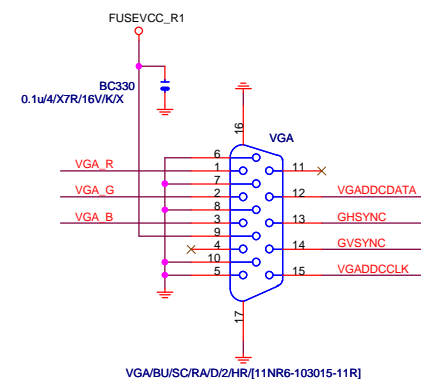 FUSEVCC_R1
BC330
0.1u/4/X7R/16V/K/X
16
VGA
6
VGA_R 1 11
7
VGA_G 2 12 VGADDCDATA
8
VGA_B 3 13 GHSYNC
9
4 14 GVSYNC
10
5 15 VGADDCCLK
17
VGA/BU/SC/RA/D/2/HR/[11NR6-103015-11R]